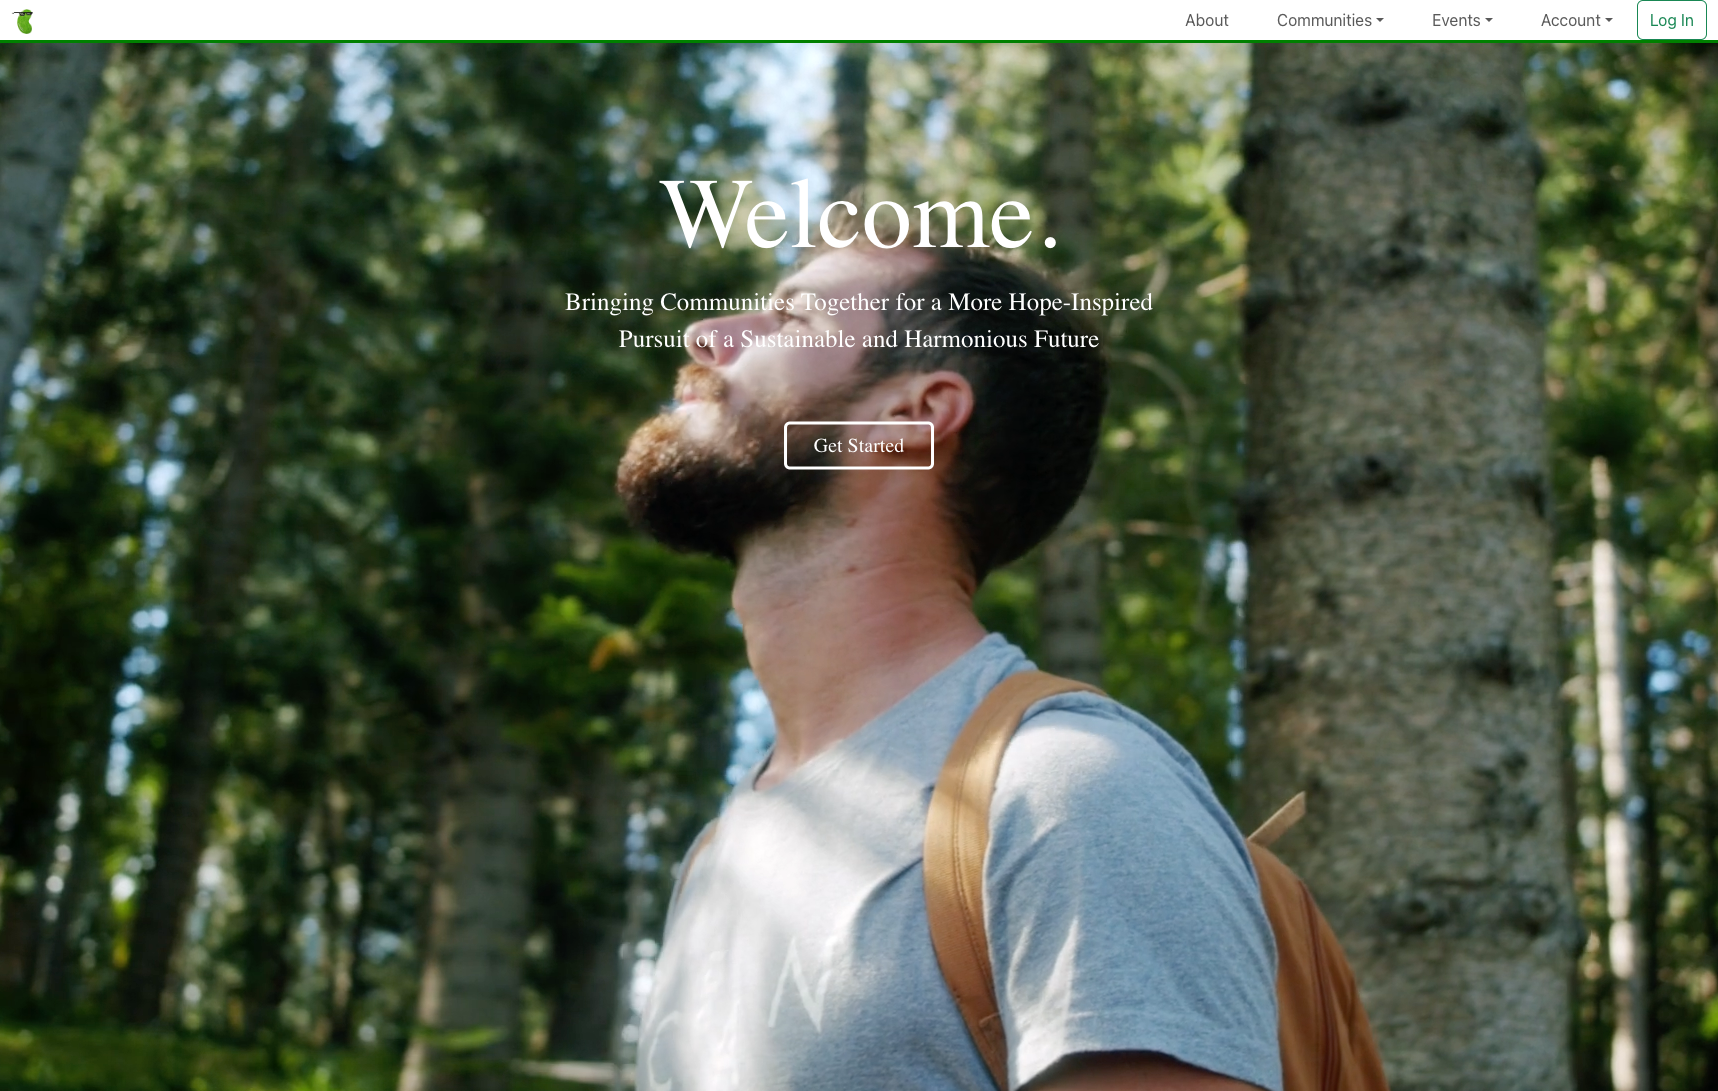 About
Communities
Events
Account
Log In
Welcome.
Bringing Communities Together for a More Hope-Inspired
Pursuit of a Sustainable and Harmonious Future
Get Started
N